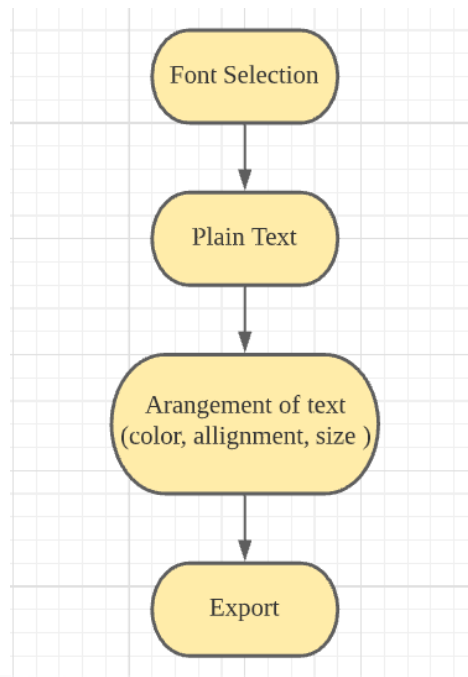 Font Selection
Plain Text
Arangement of text
(color, allignment, size )
Export